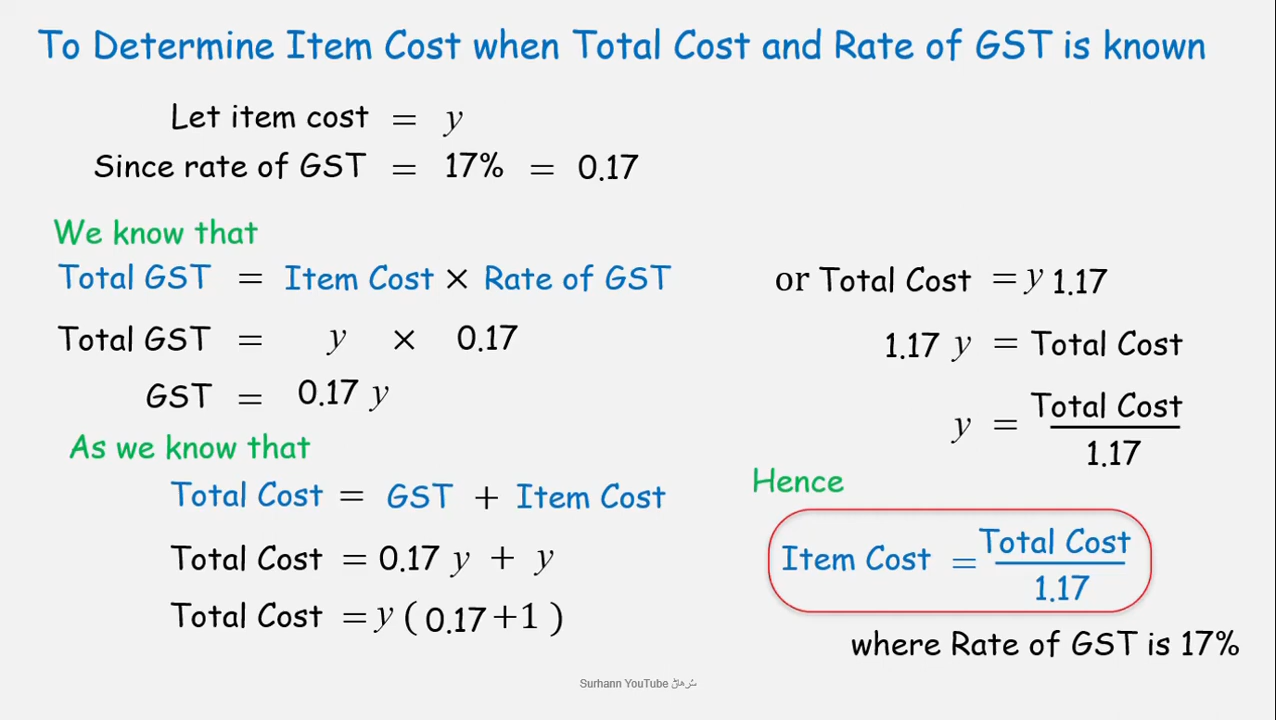 To Determine Item Cost when Total Cost and Rate of GST is known
Let item cost = y
Since rate of GST = 17% = 0.17
We know that
Total GST = Item Cost × Rate of GST
Total GST = y × 0.17
GST = 0.17 y
As we know that
Total Cost = GST + Item Cost
Total Cost = 0.17 y + y
Total Cost = y ( 0.17 +1 )
or Total Cost = y 1.17
1.17 y = Total Cost
y = Total Cost
1.17
Hence
Item Cost = Total Cost
1.17
where Rate of GST is 17%
Surhann YouTube سُرهاڻ